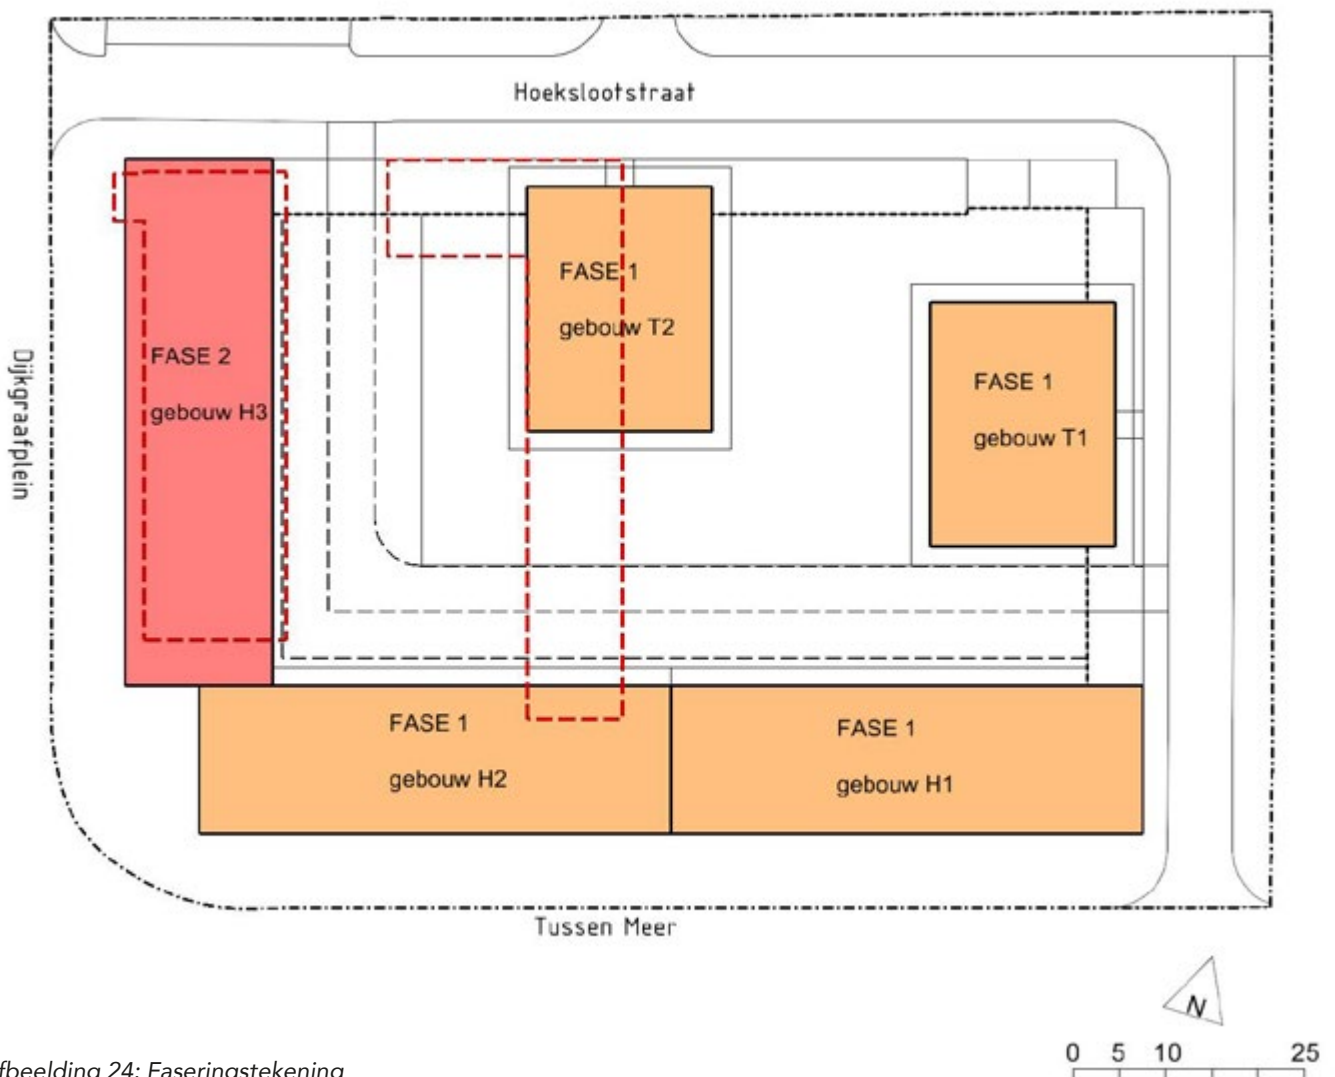 Hoekslootstraat
FASE 1
gebouw T2
FASE 2
gebouw H3
Dijkgraafplein
FASE 1
gebouw T1
FASE 1
gebouw H2
FASE 1
gebouw H1
Tussen Meer
N
0 5 10 25
fbeelding 24: Faseringstekening